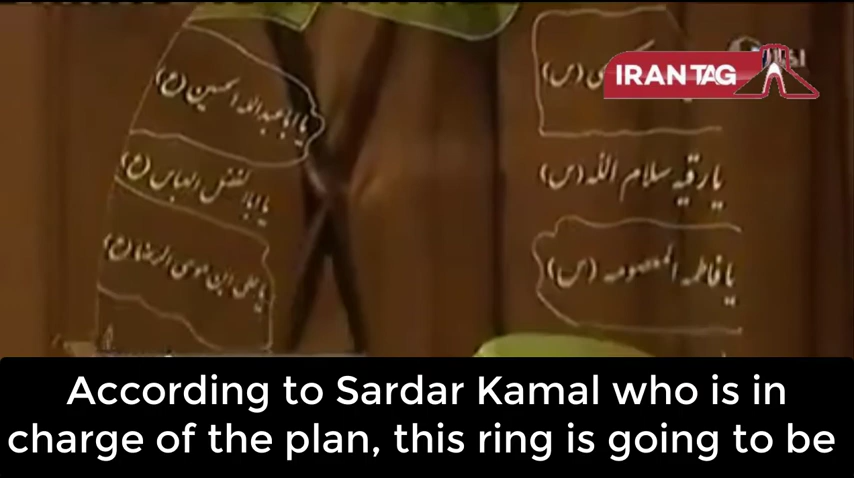 IRAN TAG
یا اباعبدالله الحسین (ع)
یا اباالفضل العباس (ع)
یا علی ابن موسی الرضا (ع)
(س)
یا رقیه سلام الله (س)
یا فاطمه المعصومه (س)
According to Sardar Kamal who is in
charge of the plan, this ring is going to be